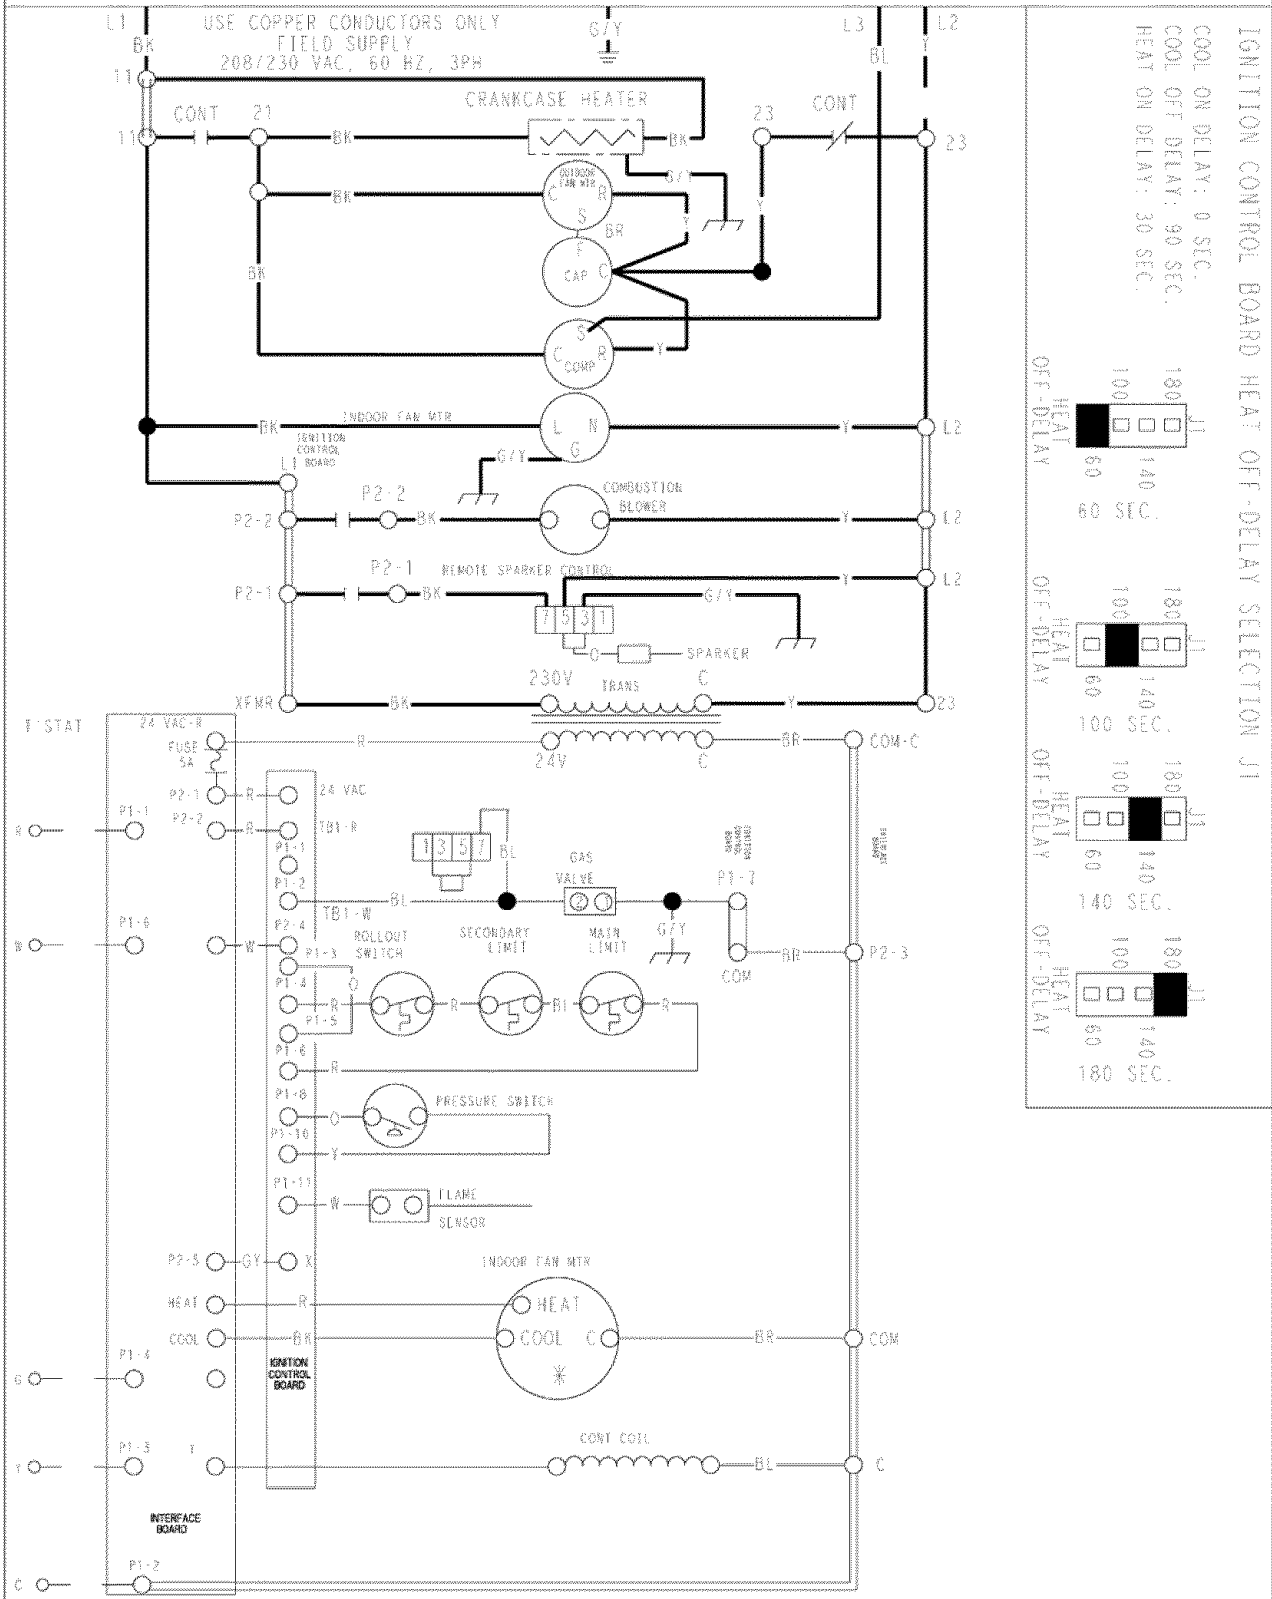 L1
USE COPPER CONDUCTORS ONLY
G/Y
L3
L2
BK
FIELD SUPPLY
Y
208/230 VAC, 60 HZ, 3PH
BL
11
CRANKCASE HEATER
CONT
21
23
CONT
11
BK
BK
23
OUTDOOR
FAN MTR
G/Y
C
R
BK
S
Y
Y
BR
F
BK
CAP
C
S
C
R
Y
COMP
INDOOR FAN MTR
BK
L
N
Y
L2
IGNITION
CONTROL
BOARD
G
L1
G/Y
P2-2
COMBUSTION
BLOWER
P2-2
BK
Y
L2
P2-1
REMOTE SPARKER CONTROL
Y
L2
P2-1
BK
G/Y
7
5
3
1
O
SPARKER
230V
TRANS
C
XFMR
BK
Y
23
T'STAT
24 VAC-R
R
BR
COM-C
FUSE
5A
24V
C
P2-1
R
24 VAC
P1-1
P2-2
R
TB1-R
R
P1-1
1
3
5
7
BL
IGNITION
CONTROL
BOARD
P1-2
GAS
VALVE
P1-7
BL
2
1
TB1-W
P1-6
P2-4
ROLLOUT
SWITCH
SECONDARY
LIMIT
MAIN
LIMIT
G/Y
W
W
P1-3
BR
P2-3
COM
P1-4
O
R
R
Bl
R
P1-5
P1-6
R
P1-8
PRESSURE SWITCH
O
P1-10
Y
P1-11
W
FLAME
SENSOR
P2-5
GY
X
INDOOR FAN MTR
HEAT
R
HEAT
COOL
BK
COOL
C
BR
COM
P1-4
IGNITION
CONTROL
BOARD
G
P1-3
Y
CONT COIL
Y
BL
C
INTERFACE
BOARD
P1-2
C
IGNITION CONTROL BOARD HEAT OFF-DELAY SELECTION J1
COOL ON DELAY: 0 SEC.
COOL OFF DELAY: 90 SEC.
HEAT ON DELAY: 30 SEC.
HEAT
OFF-DELAY
100
180
J1
60
140
60 SEC.
HEAT
OFF-DELAY
100
180
J1
60
140
100 SEC.
HEAT
OFF-DELAY
100
180
J1
60
140
140 SEC.
HEAT
OFF-DELAY
100
180
J1
60
140
180 SEC.